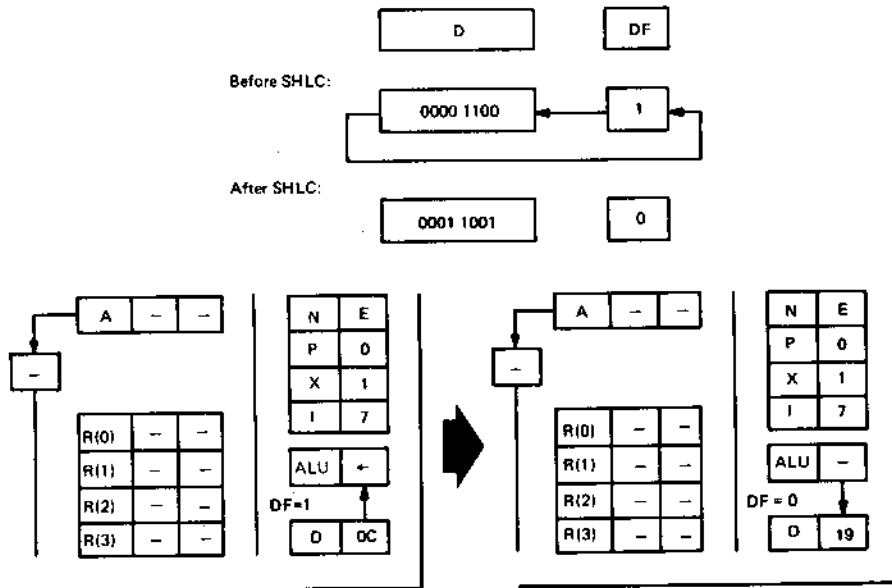 D DF
Before SHLC:
0000 1100 1
After SHLC:
0001 1001 0
A – –
–
R(0) – –
R(1) – –
R(2) – –
R(3) – –
N E
P 0
X 1
I 7
ALU ←
DF=1
D 0C
A – –
–
R(0) – –
R(1) – –
R(2) – –
R(3) – –
N E
P 0
X 1
I 7
ALU –
DF = 0
D 19